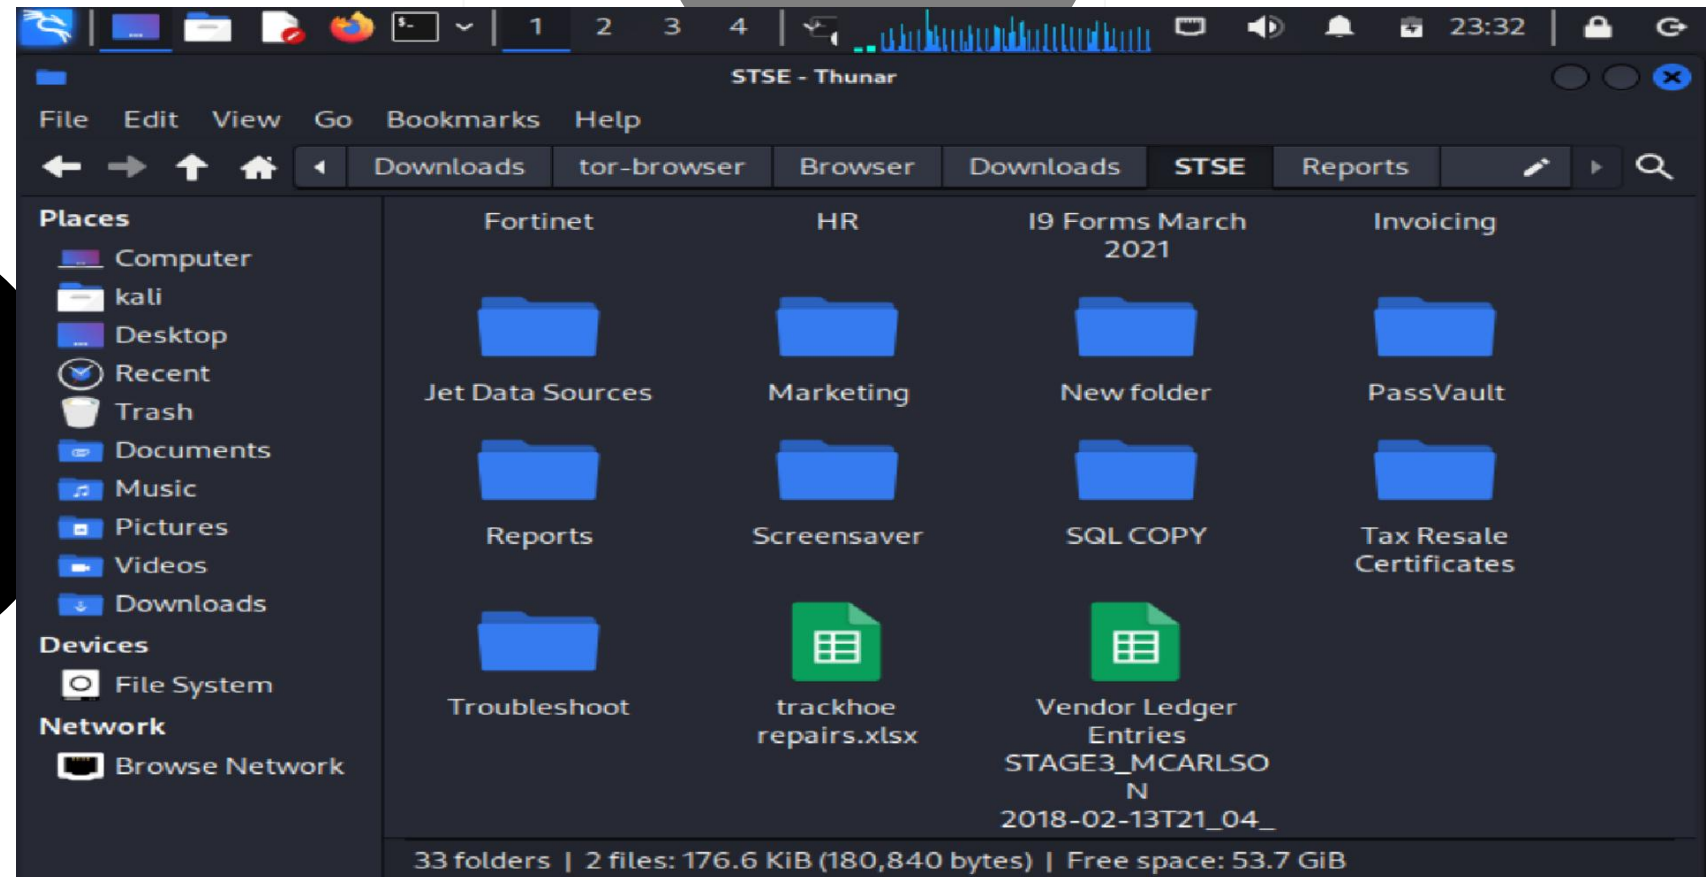 1 2 3 4 23:32
STSE - Thunar
File Edit View Go Bookmarks Help
Downloads tor-browser Browser Downloads STSE Reports
Places
Computer
kali
Desktop
Recent
Trash
Documents
Music
Pictures
Videos
Downloads
Devices
File System
Network
Browse Network
Fortinet HR I9 Forms March Invoicing
2021
Jet Data Sources Marketing New folder PassVault
Reports Screensaver SQL COPY Tax Resale
Certificates
Troubleshoot trackhoe Vendor Ledger
repairs.xlsx Entries
STAGE3_MCARLSO
N
2018-02-13T21_04_
33 folders | 2 files: 176.6 KiB (180,840 bytes) | Free space: 53.7 GiB